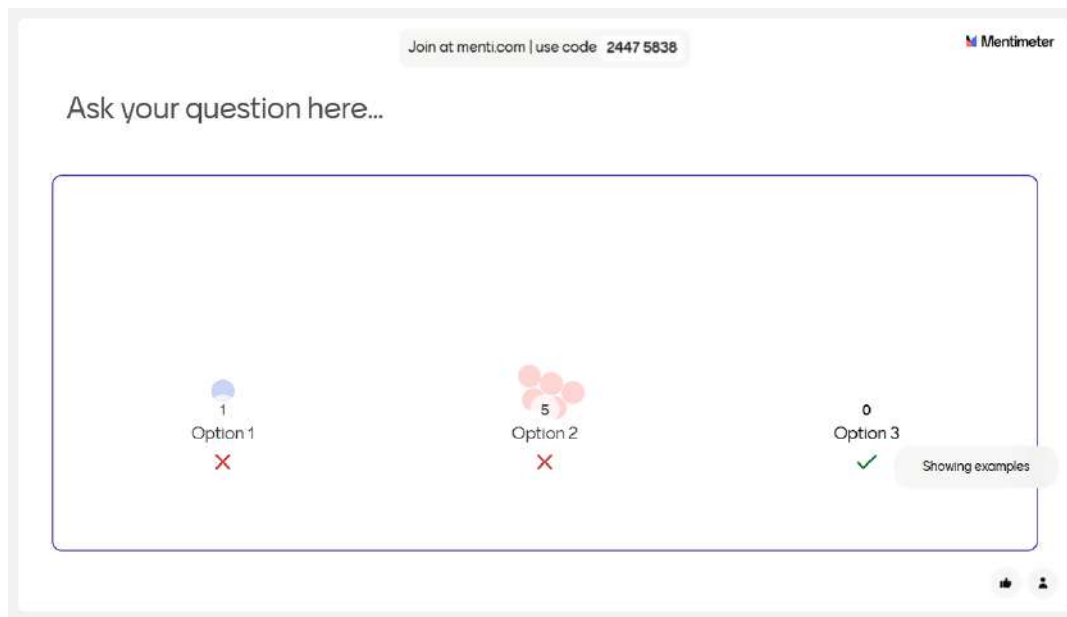 Join at menti.com | use code 2447 5838
Mentimeter
Ask your question here...
1
5
0
Option 1
Option 2
Option 3
Showing examples